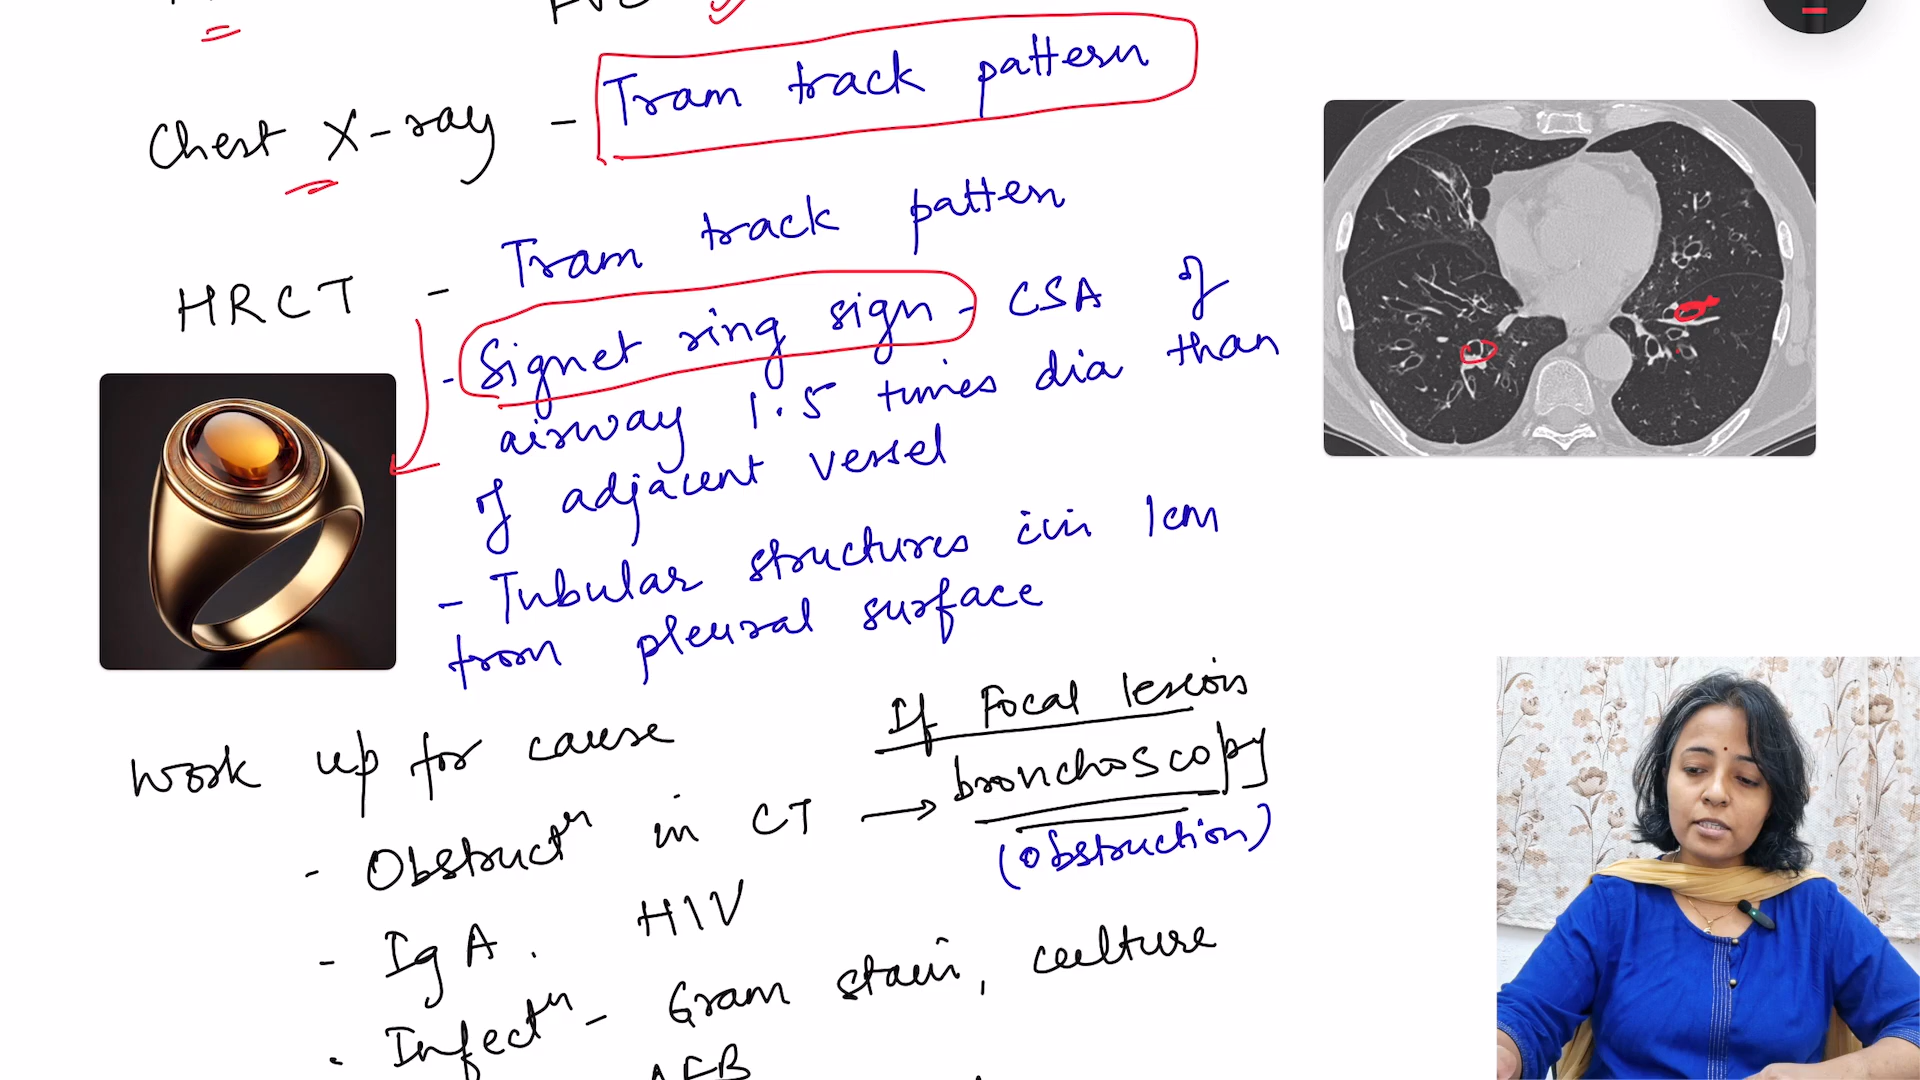 Chest X-ray - Tram track pattern
HRCT - Tram track pattern
- Signet ring sign - CSA of
airway 1.5 times dia than
of adjacent vessel
- Tubular structures in 1cm
from pleural surface
Work up for cause
If Focal lesion
- Obstructn in CT → bronchoscopy
(obstruction)
- IgA. HIV
- Infectn - Gram stain, culture
AFB